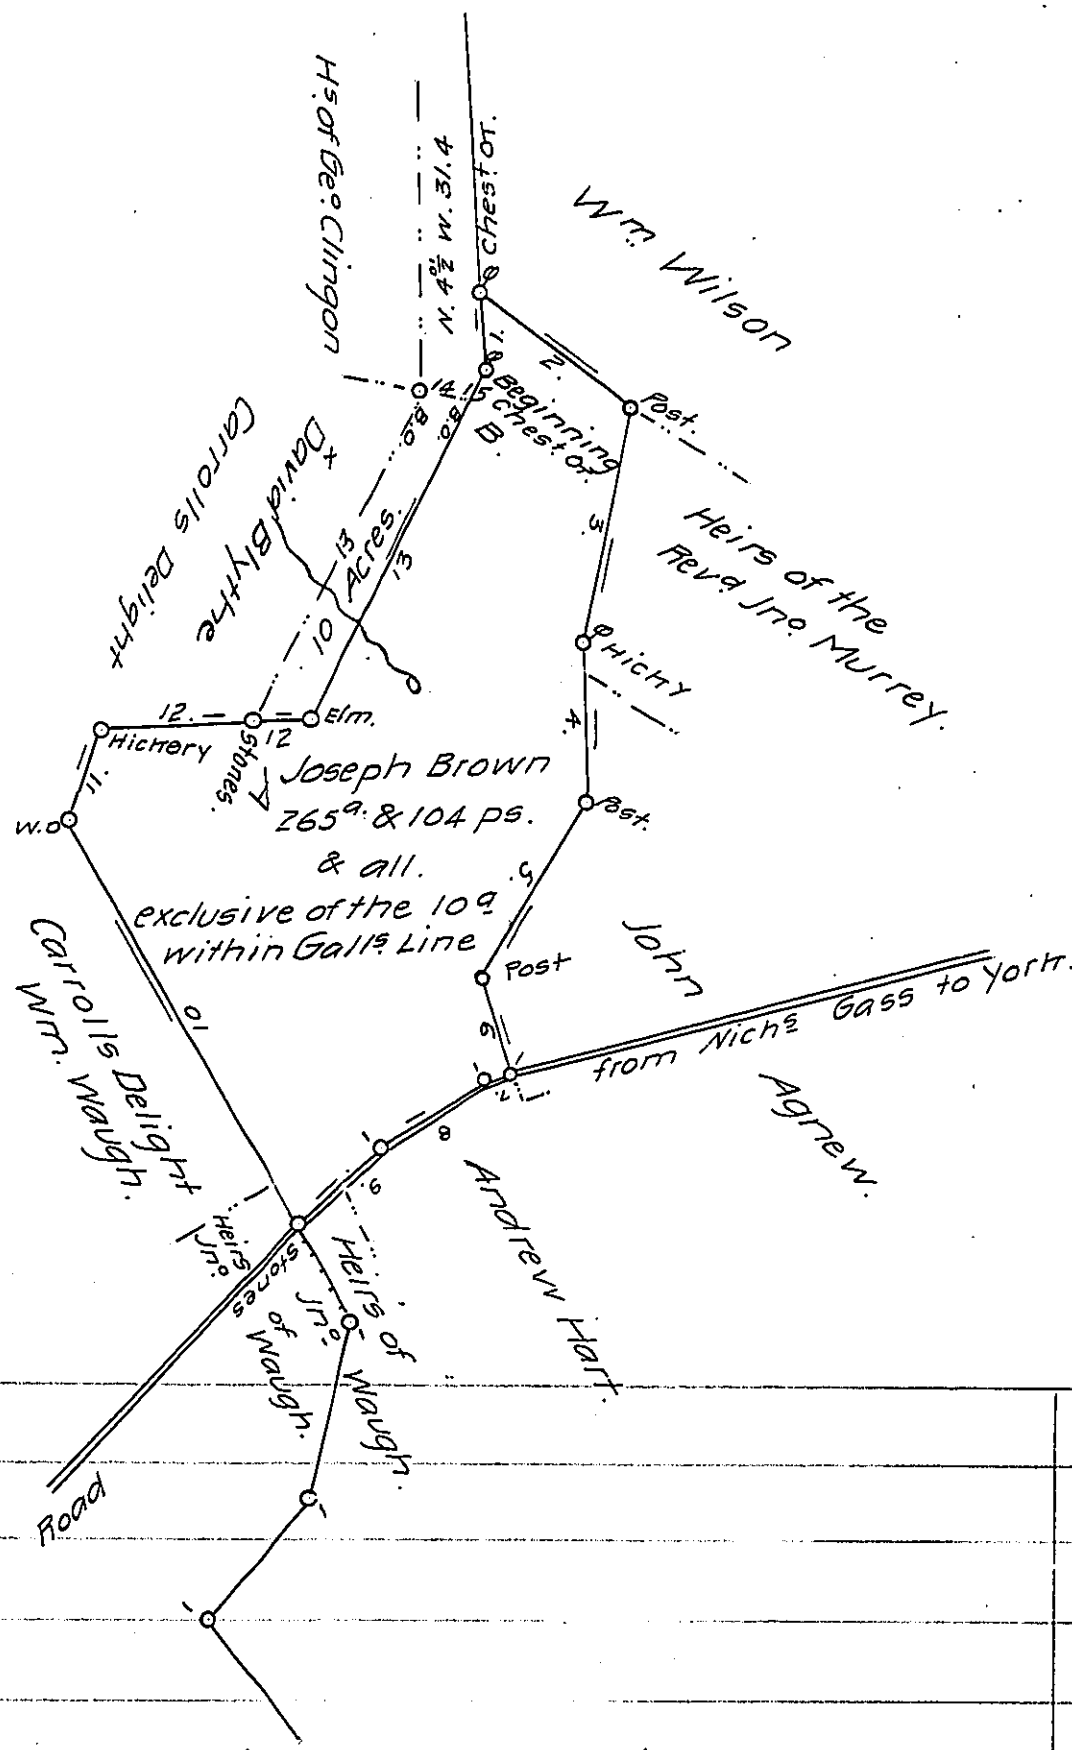 Hs of Geo. Clingon
N. 4½° W. 31.4
Chest. Or.
Wm Wilson
1.
2.
Beginning
Chest. Or.
B.
14
15
B.O.
B.O.
Post.
Heirs of the
Revd Jno Murrey.
3.
Carrolls Delight
David Blythe
x
13
Acres.
10
13
Hicky
4.
12.
Elm.
12
Hickery
Stones.
A
11.
W.O
Joseph Brown
265a. & 104 ps.
& all.
exclusive of the 10a
within Galls Line
Post.
5.
Post
John
Agnew.
from Nichs Gass to York.
6
7.
8
9.
10
Carrolls Delight
Wm. Waugh.
Andrew Hart.
Heirs
Jno
of
Waugh.
Stones
Heirs of
Jno
Waugh.
Road